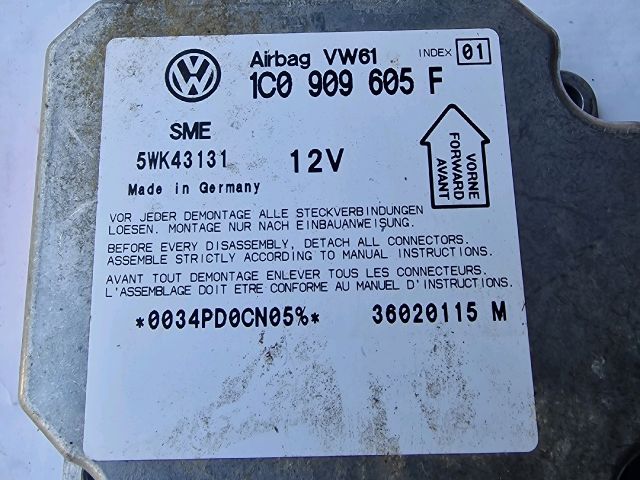 Airbag VW61 INDEX 01
1C0 909 605 F
SME
5WK43131 12V
Made in Germany
VORNE
FORWARD
AVANT
VOR JEDER DEMONTAGE ALLE STECKVERBINDUNGEN
LOESEN. MONTAGE NUR NACH EINBAUANWEISUNG.
BEFORE EVERY DISASSEMBLY, DETACH ALL CONNECTORS.
ASSEMBLE STRICTLY ACCORDING TO MANUAL INSTRUCTIONS.
AVANT TOUT DEMONTAGE ENLEVER TOUS LES CONNECTEURS.
L'ASSEMBLAGE DOIT ETRE CONFORME AU MANUEL D'INSTRUCTIONS.
*0034PD0CN05%* 36020115 M